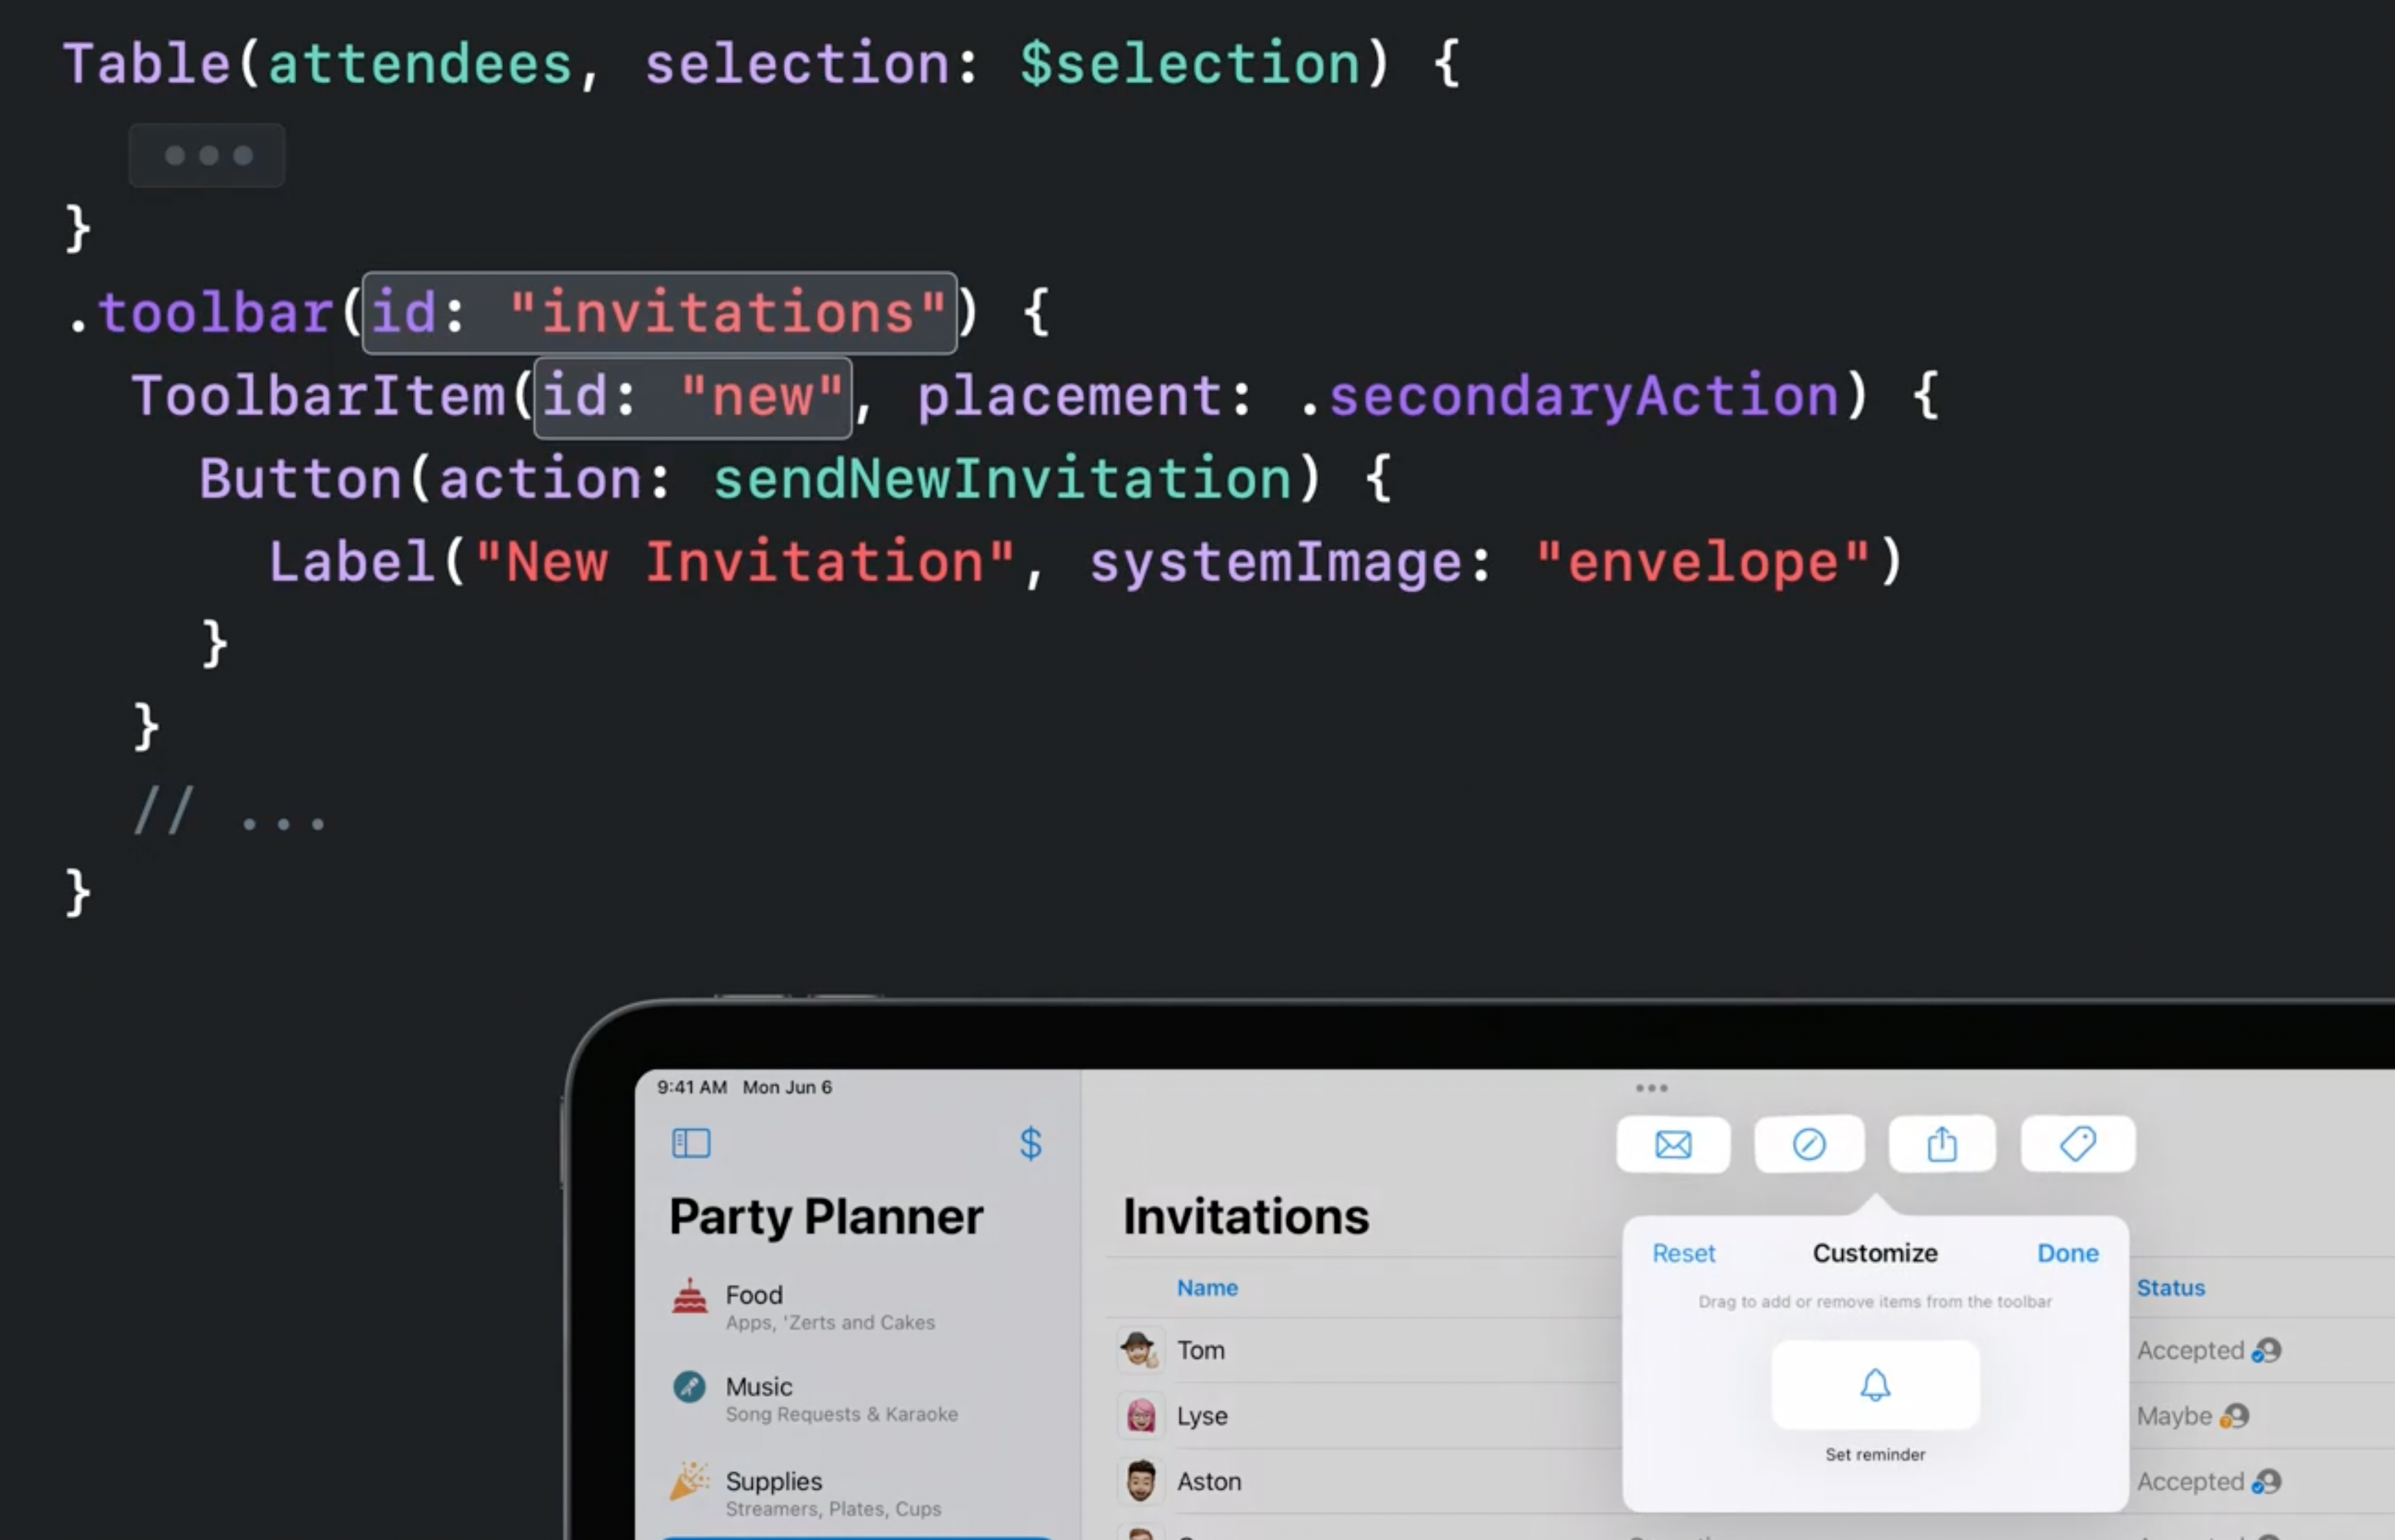 Table(attendees, selection: $selection) {
}
.toolbar(id: "invitations") {
ToolbarItem(id: "new", placement: .secondaryAction) {
Button(action: sendNewInvitation) {
Label("New Invitation", systemImage: "envelope")
}
}
// ...
}
9:41 AM Mon Jun 6
$
Party Planner
Invitations
Reset Customize Done
Drag to add or remove items from the toolbar
Set reminder
Food
Apps, 'Zerts and Cakes
Music
Song Requests & Karaoke
Supplies
Streamers, Plates, Cups
Name Status
Tom Accepted
Lyse Maybe
Aston Accepted